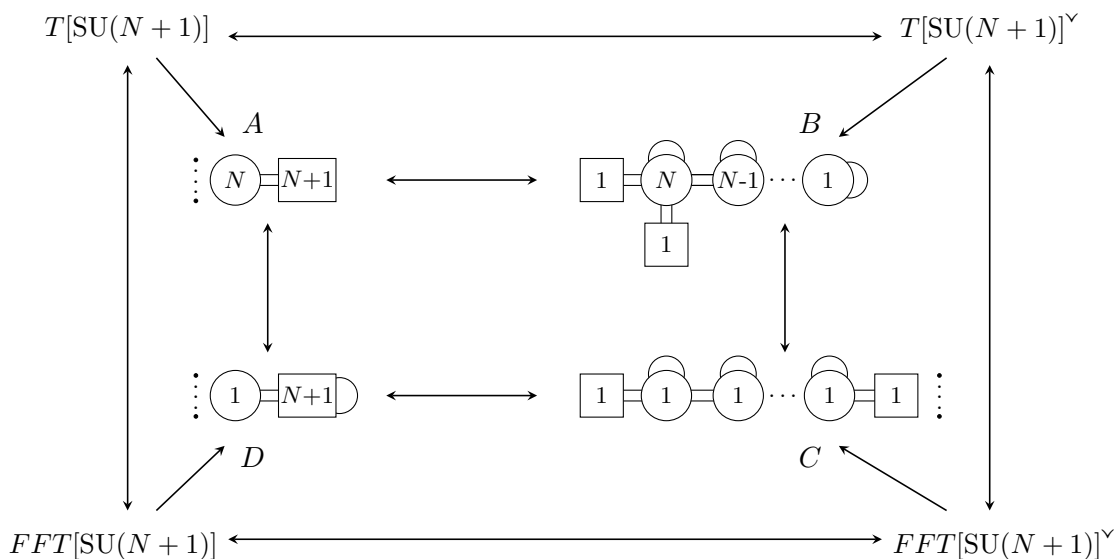 T[SU(N + 1)] T[SU(N + 1)]ˇ
A B
N N+1 1 N N-1 ··· 1
1
1 N+1 1 1 1 ··· 1 1
D C
FFT[SU(N + 1)] FFT[SU(N + 1)]ˇ